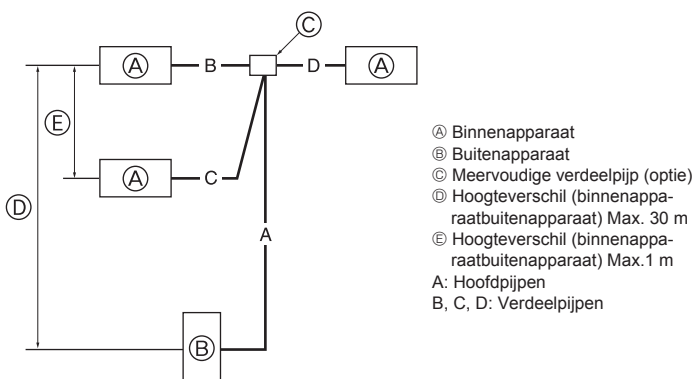 Ⓒ
Ⓐ B D Ⓐ
Ⓔ
Ⓐ C
Ⓓ
A
Ⓑ
Ⓐ Binnenapparaat
Ⓑ Buitenapparaat
Ⓒ Meervoudige verdeelpijp (optie)
Ⓓ Hoogteverschil (binnenappa-
raatbuitenapparaat) Max. 30 m
Ⓔ Hoogteverschil (binnenappa-
raatbuitenapparaat) Max.1 m
A: Hoofdpijpen
B, C, D: Verdeelpijpen